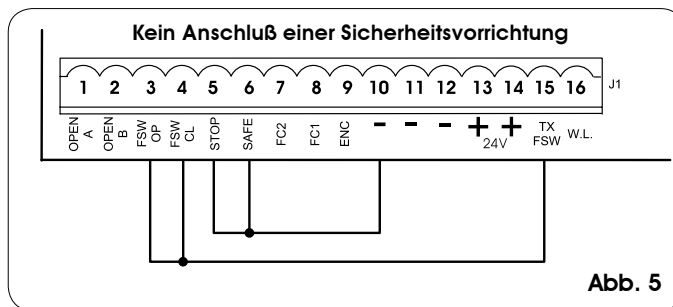 Kein Anschluß einer Sicherheitsvorrichtung
1 2 3 4 5 6 7 8 9 10 11 12 13 14 15 16 J1
OPEN A
OPEN B
FSW OP
FSW CL
STOP
SAFE
FC2
FC1
ENC
- - - + +
24V
TX FSW
W.L.
Abb. 5